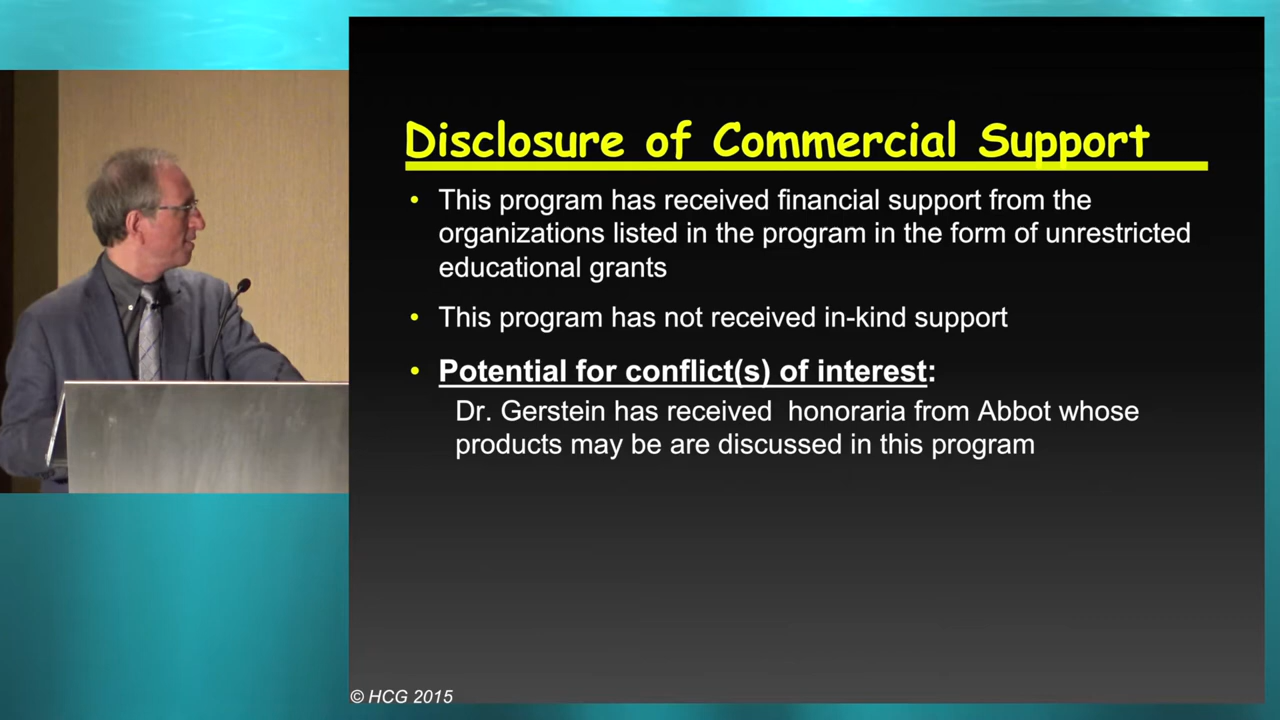 Disclosure of Commercial Support
• This program has received financial support from the
organizations listed in the program in the form of unrestricted
educational grants
• This program has not received in-kind support
• Potential for conflict(s) of interest:
Dr. Gerstein has received honoraria from Abbot whose
products may be are discussed in this program
© HCG 2015